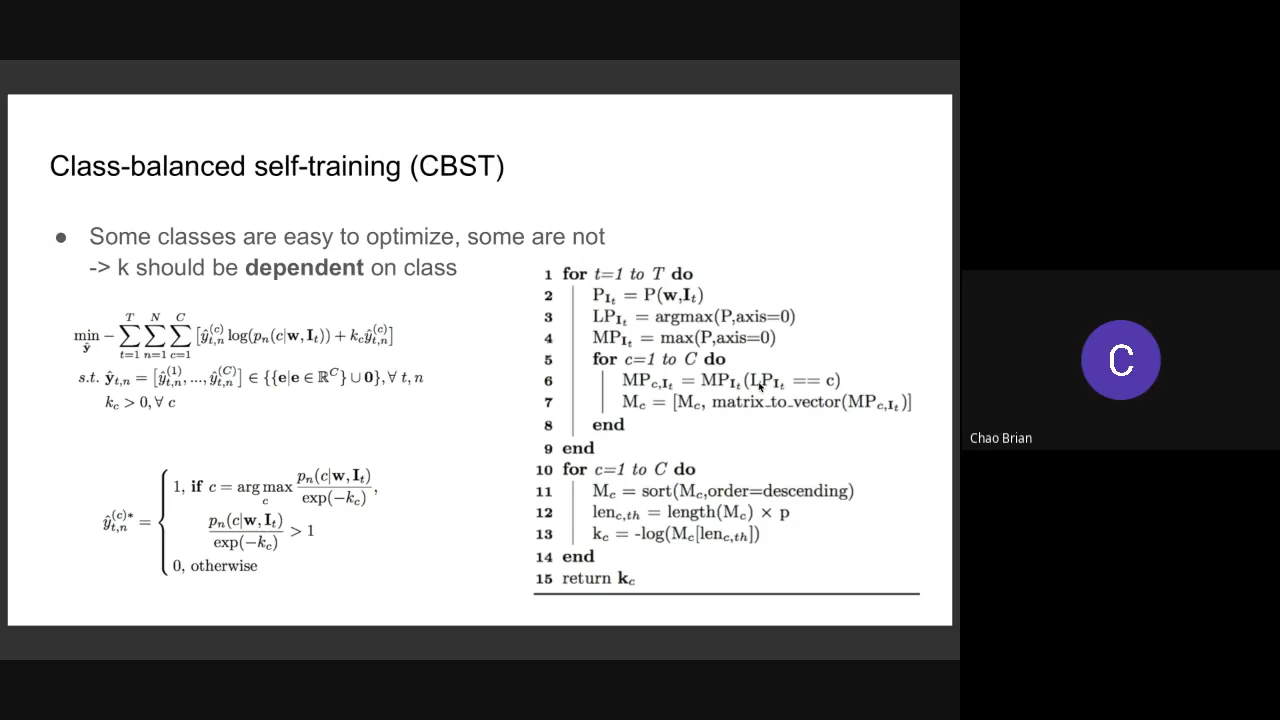 Class-balanced self-training (CBST)
● Some classes are easy to optimize, some are not
-> k should be dependent on class
min_ŷ − ∑_{t=1}^{T} ∑_{n=1}^{N} ∑_{c=1}^{C} [ŷ_{t,n}^{(c)} log(p_n(c|w, I_t)) + k_c ŷ_{t,n}^{(c)}]
s.t. ŷ_{t,n} = [ŷ_{t,n}^{(1)}, ..., ŷ_{t,n}^{(C)}] ∈ {{e|e ∈ ℝ^C} ∪ 0}, ∀ t, n
k_c > 0, ∀ c
ŷ_{t,n}^{(c)*} = { 1, if c = arg max_c p_n(c|w, I_t) / exp(−k_c),
p_n(c|w, I_t) / exp(−k_c) > 1
0, otherwise
1 for t=1 to T do
2 P_{I_t} = P(w,I_t)
3 LP_{I_t} = argmax(P,axis=0)
4 MP_{I_t} = max(P,axis=0)
5 for c=1 to C do
6 MP_{c,I_t} = MP_{I_t}(LP_{I_t} == c)
7 M_c = [M_c, matrix_to_vector(MP_{c,I_t})]
8 end
9 end
10 for c=1 to C do
11 M_c = sort(M_c,order=descending)
12 len_{c,th} = length(M_c) × p
13 k_c = -log(M_c[len_{c,th}])
14 end
15 return k_c
C
Chao Brian